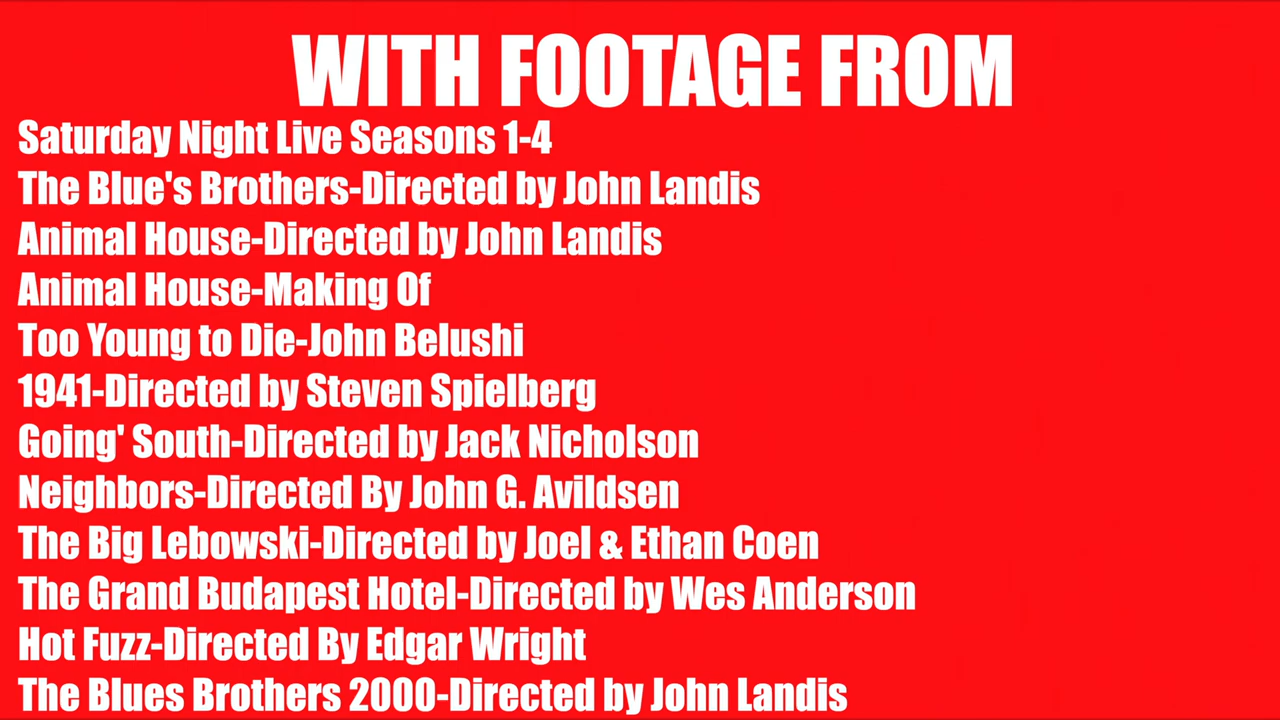 WITH FOOTAGE FROM
Saturday Night Live Seasons 1-4
The Blue's Brothers-Directed by John Landis
Animal House-Directed by John Landis
Animal House-Making Of
Too Young to Die-John Belushi
1941-Directed by Steven Spielberg
Going' South-Directed by Jack Nicholson
Neighbors-Directed By John G. Avildsen
The Big Lebowski-Directed by Joel & Ethan Coen
The Grand Budapest Hotel-Directed by Wes Anderson
Hot Fuzz-Directed By Edgar Wright
The Blues Brothers 2000-Directed by John Landis